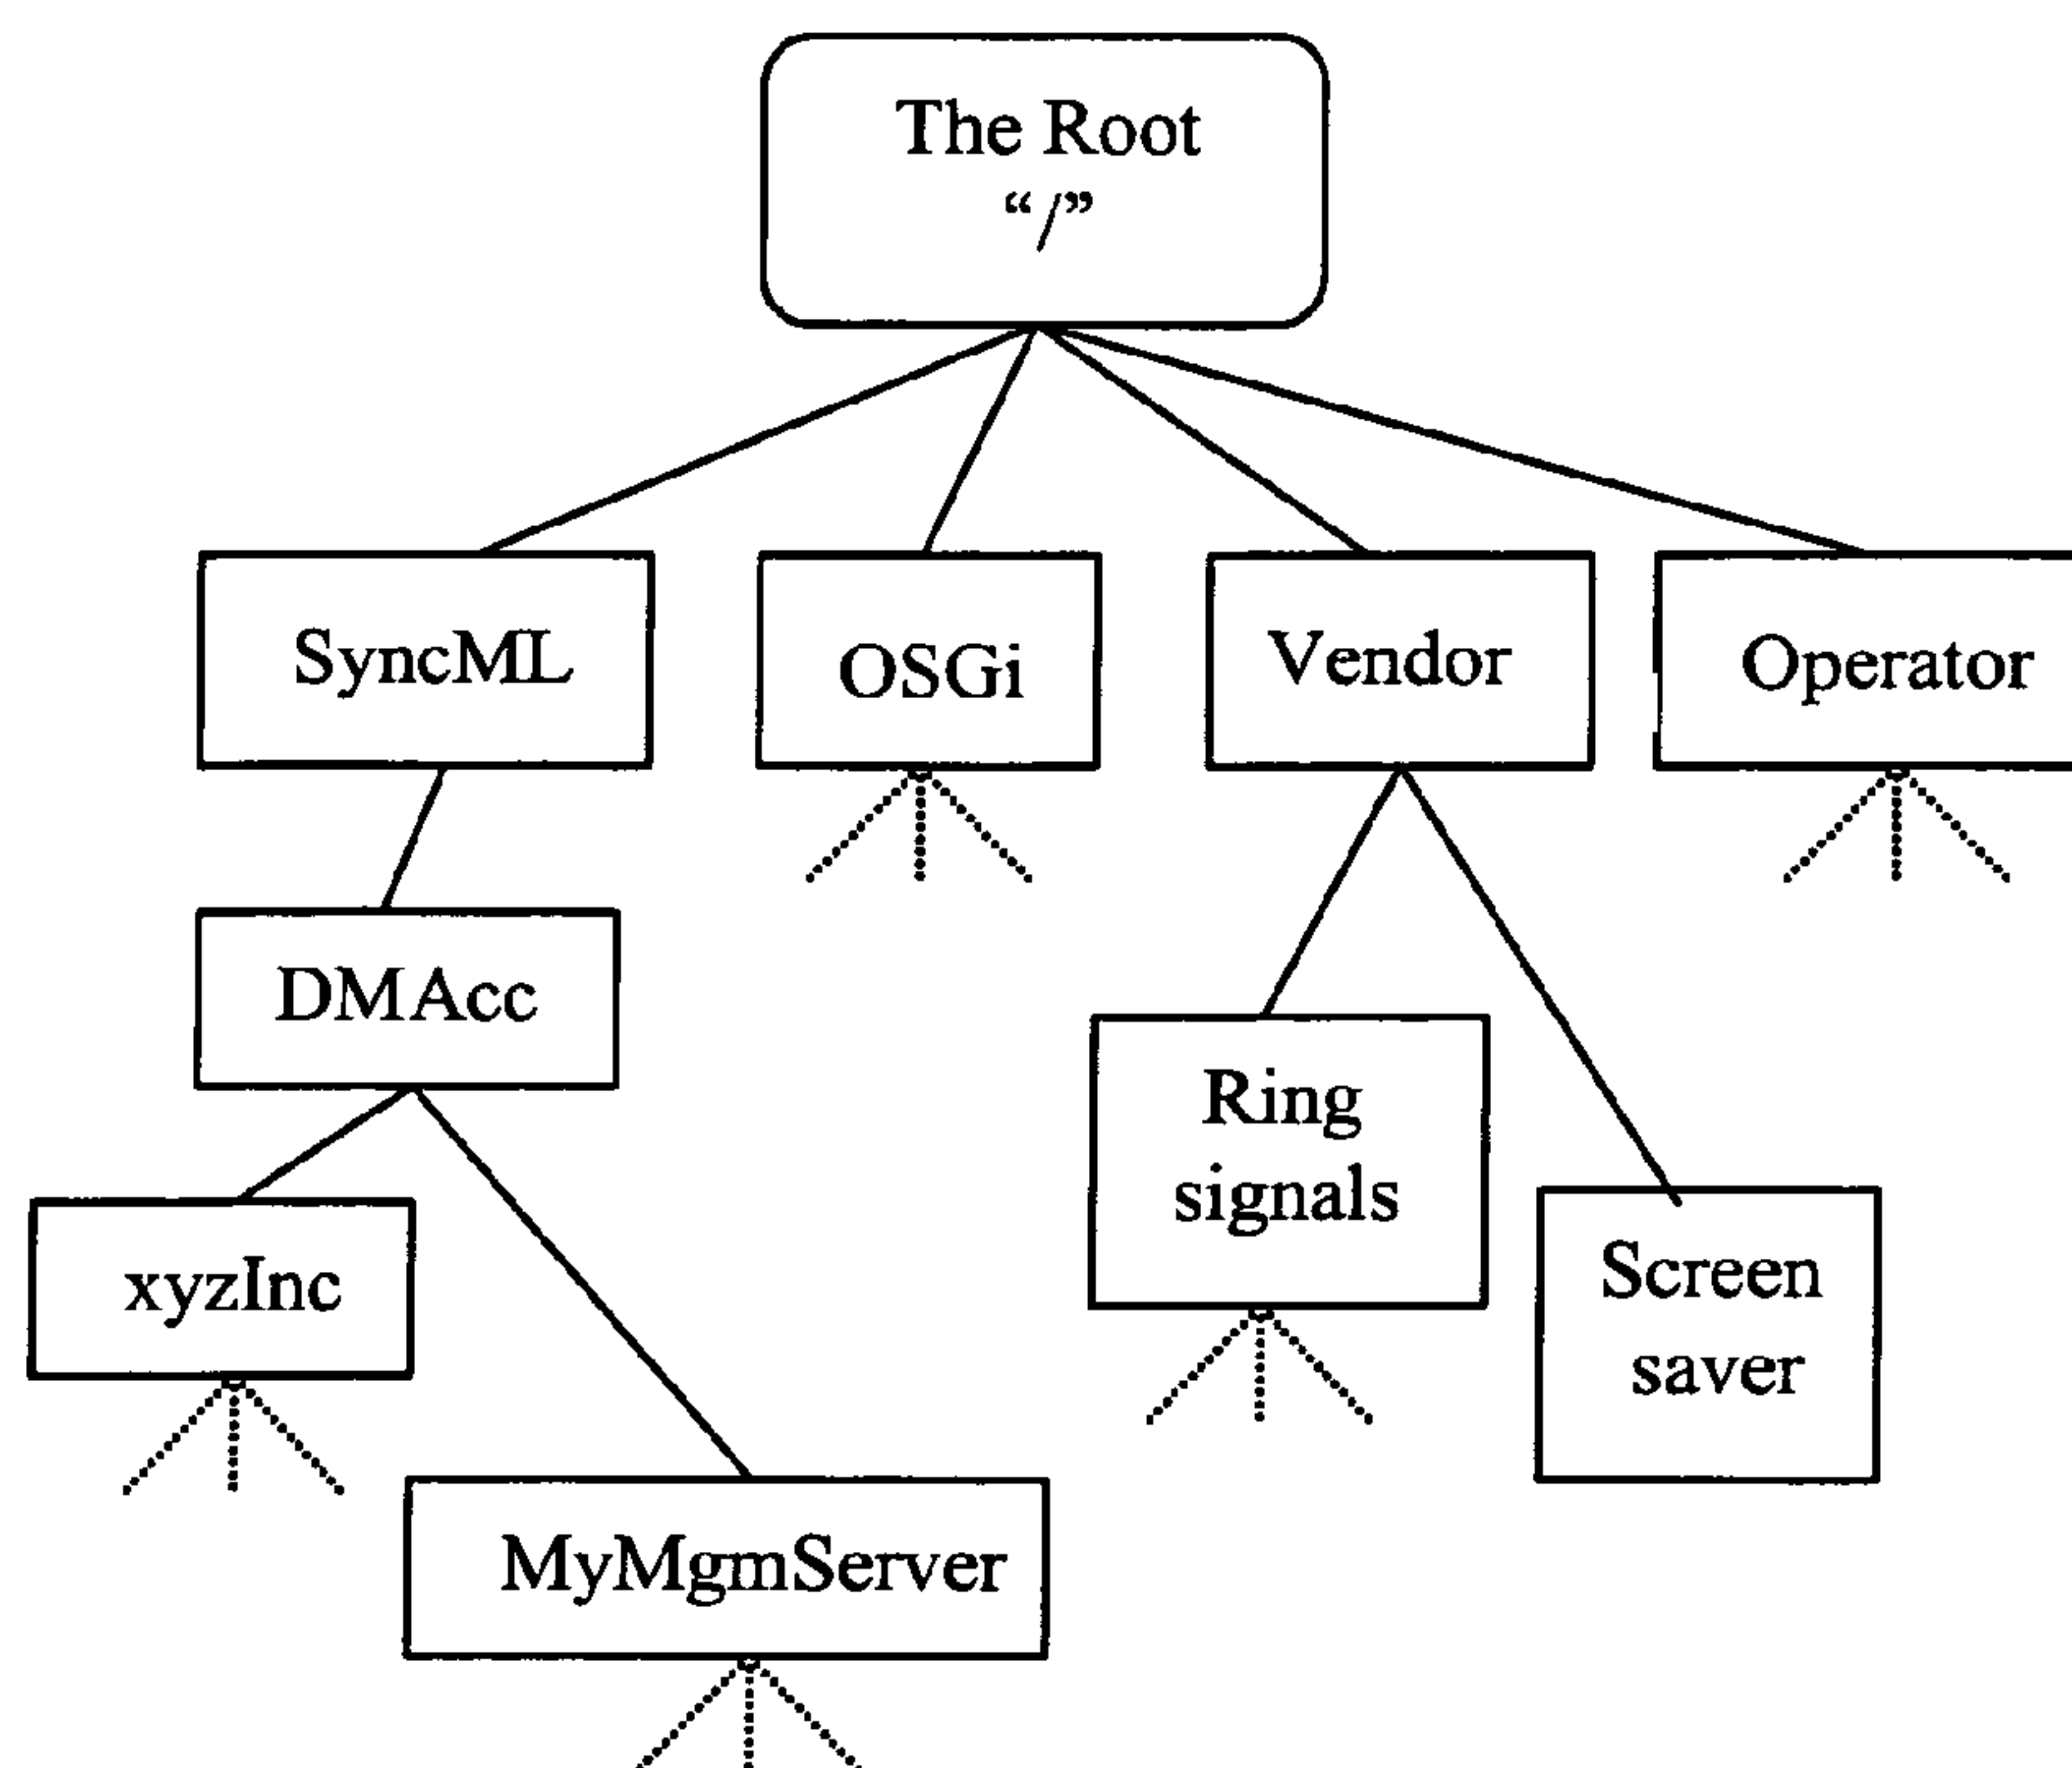 The Root
“/”
SyncML
OSGi
Vendor
Operator
DMAcc
Ring
signals
xyzInc
Screen
saver
MyMgmServer